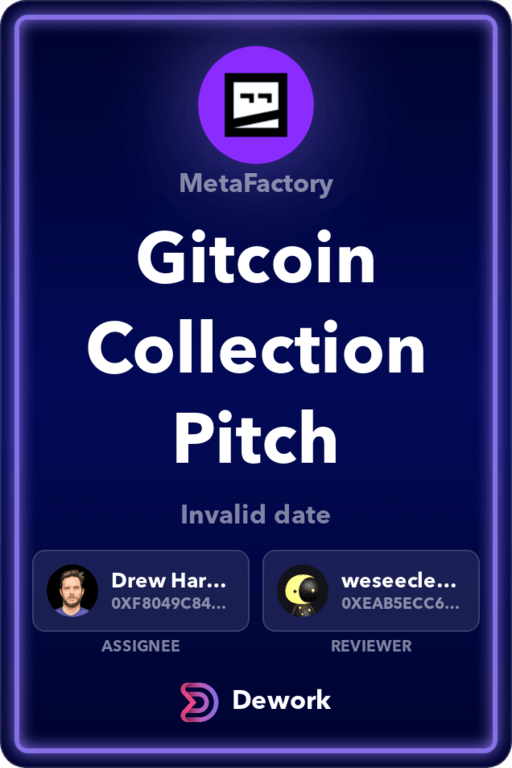 MetaFactory
Gitcoin
Collection
Pitch
Invalid date
Drew Har...
0XF8049C84...
ASSIGNEE
weseecle...
0XEAB5ECC6...
REVIEWER
Dework